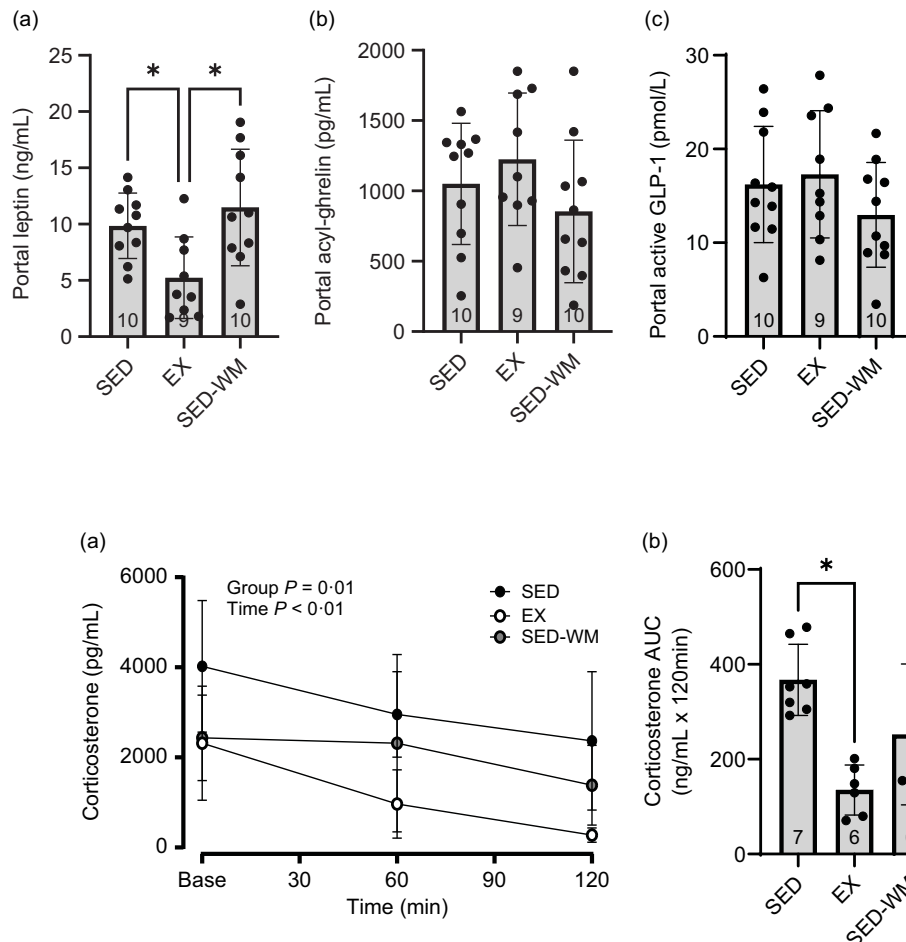 (a)
(b)
(c)
Portal leptin (ng/mL)
25
20
15
10
5
0
*
*
10
9
10
SED
EX
SED-WM
Portal acyl-ghrelin (pg/mL)
2000
1500
1000
500
0
10
9
10
SED
EX
SED-WM
Portal active GLP-1 (pmol/L)
30
20
10
0
10
9
10
SED
EX
SED-WM
(a)
Corticosterone (pg/mL)
6000
4000
2000
0
Group P = 0·01
Time P < 0·01
SED
EX
SED-WM
Base
30
60
90
120
Time (min)
(b)
Corticosterone AUC
(ng/mL x 120min)
600
400
200
0
*
7
6
SED
EX
SED-WM